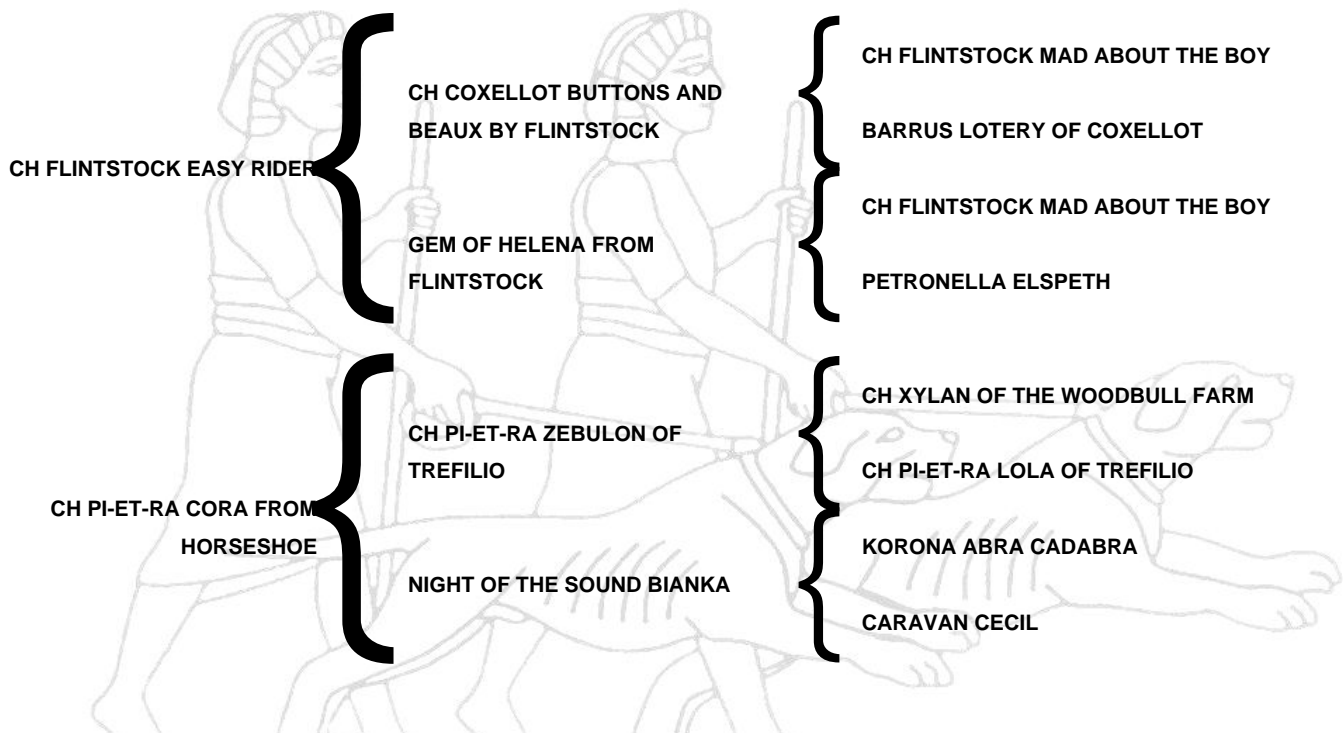 CH FLINTSTOCK EASY RIDER
CH COXELLOT BUTTONS AND
BEAUX BY FLINTSTOCK
CH FLINTSTOCK MAD ABOUT THE BOY
BARRUS LOTERY OF COXELLOT
GEM OF HELENA FROM
FLINTSTOCK
CH FLINTSTOCK MAD ABOUT THE BOY
PETRONELLA ELSPETH
CH PI-ET-RA CORA FROM
HORSESHOE
CH PI-ET-RA ZEBULON OF
TREFILIO
CH XYLAN OF THE WOODBULL FARM
CH PI-ET-RA LOLA OF TREFILIO
NIGHT OF THE SOUND BIANKA
KORONA ABRA CADABRA
CARAVAN CECIL